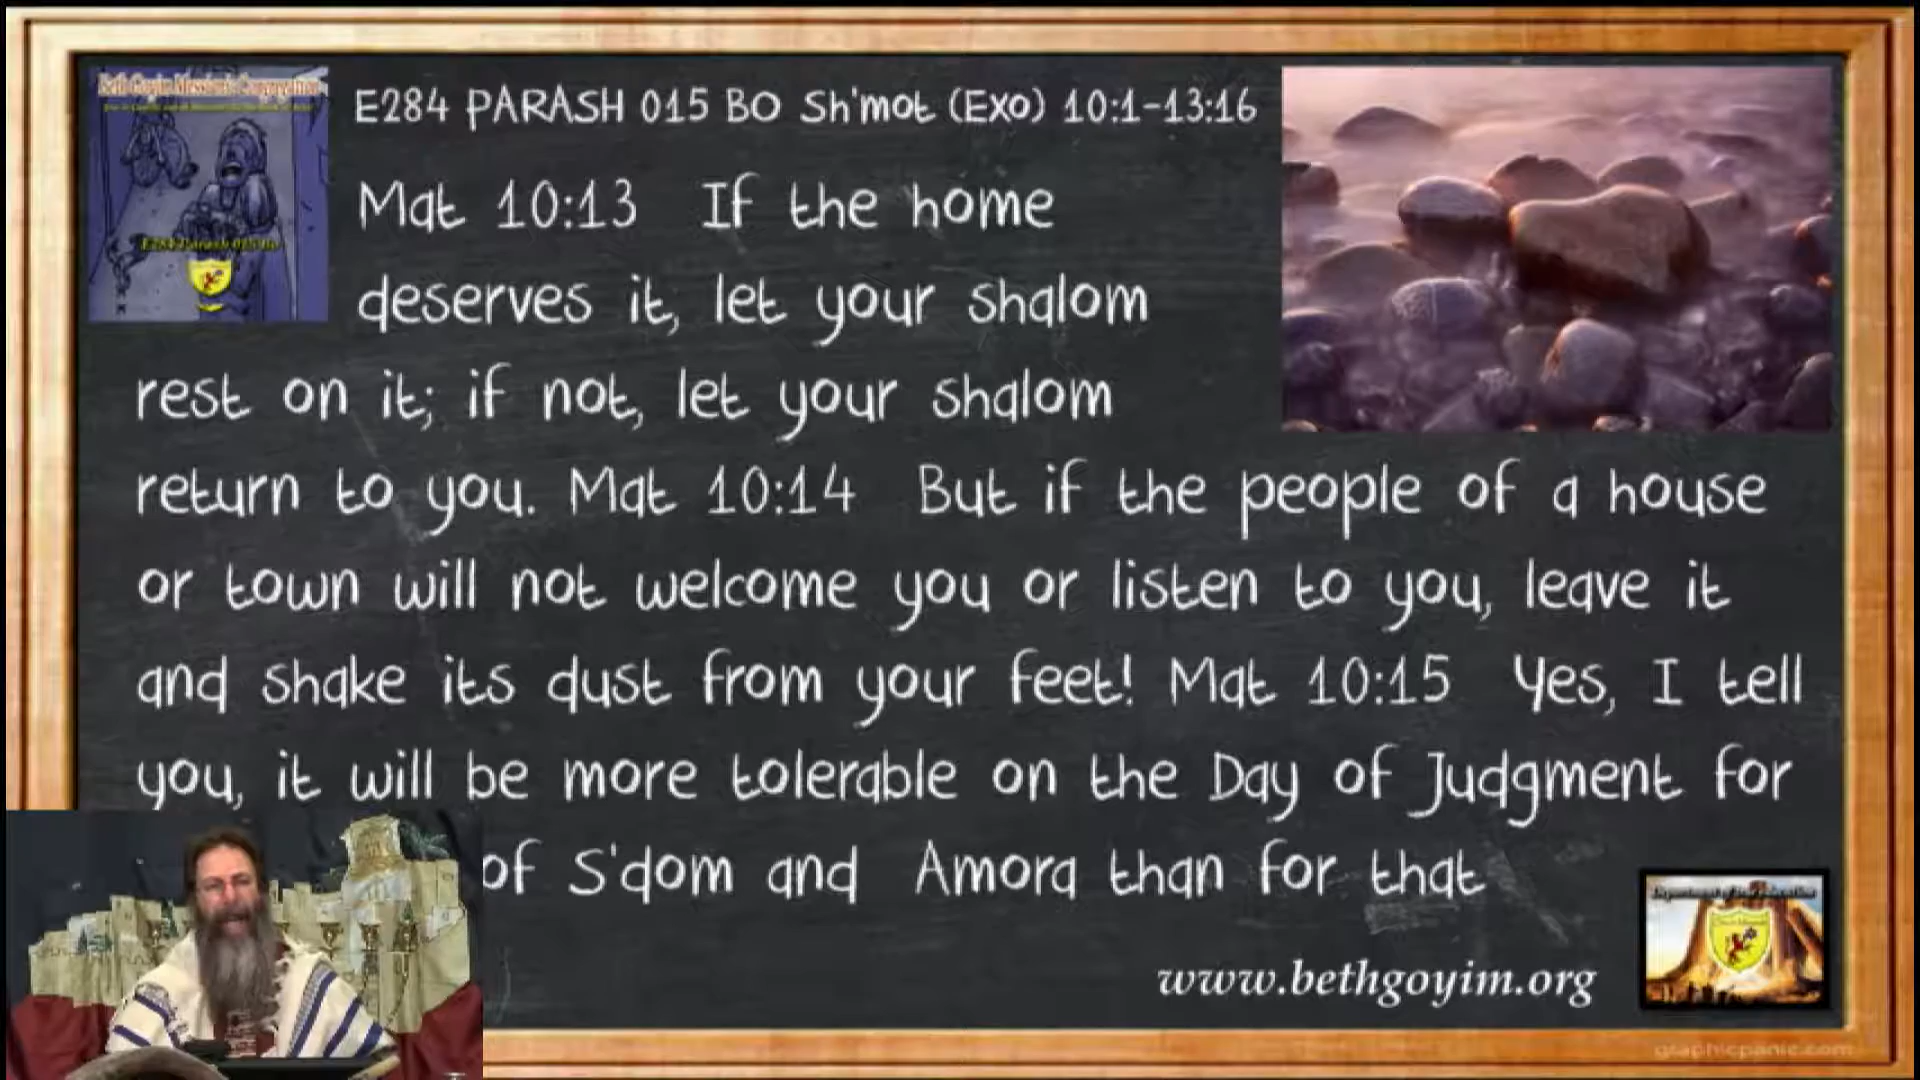 Beth Goyim Messianic Congregation
E284 PARASH 015 BO Sh'mot (Exo) 10:1-13:16
Mat 10:13 If the home
deserves it, let your shalom
E284 Parash 015 Bo
rest on it; if not, let your shalom
return to you. Mat 10:14 But if the people of a house
or town will not welcome you or listen to you, leave it
and shake its dust from your feet! Mat 10:15 Yes, I tell
you, it will be more tolerable on the Day of Judgment for
of S'dom and Amora than for that
www.bethgoyim.org
graphicpanic.com